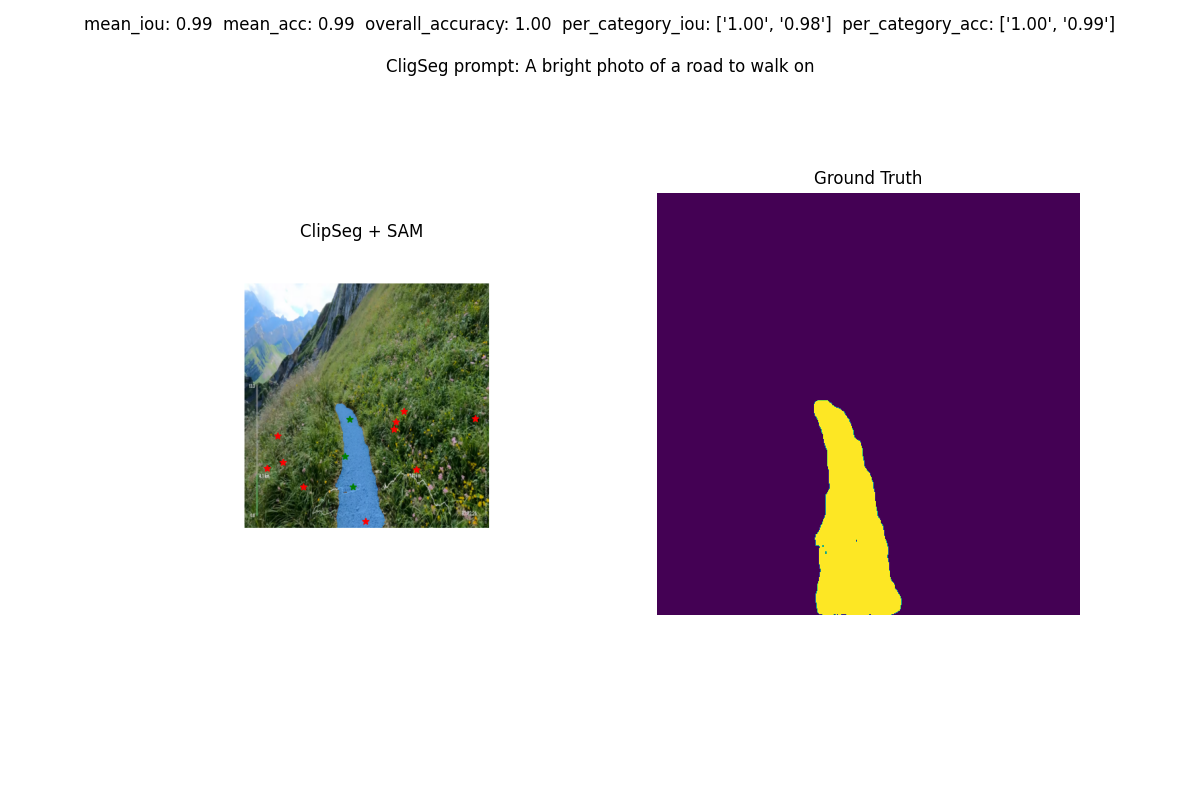 mean_iou: 0.99  mean_acc: 0.99  overall_accuracy: 1.00  per_category_iou: ['1.00', '0.98']  per_category_acc: ['1.00', '0.99']
CligSeg prompt: A bright photo of a road to walk on
Ground Truth
ClipSeg + SAM